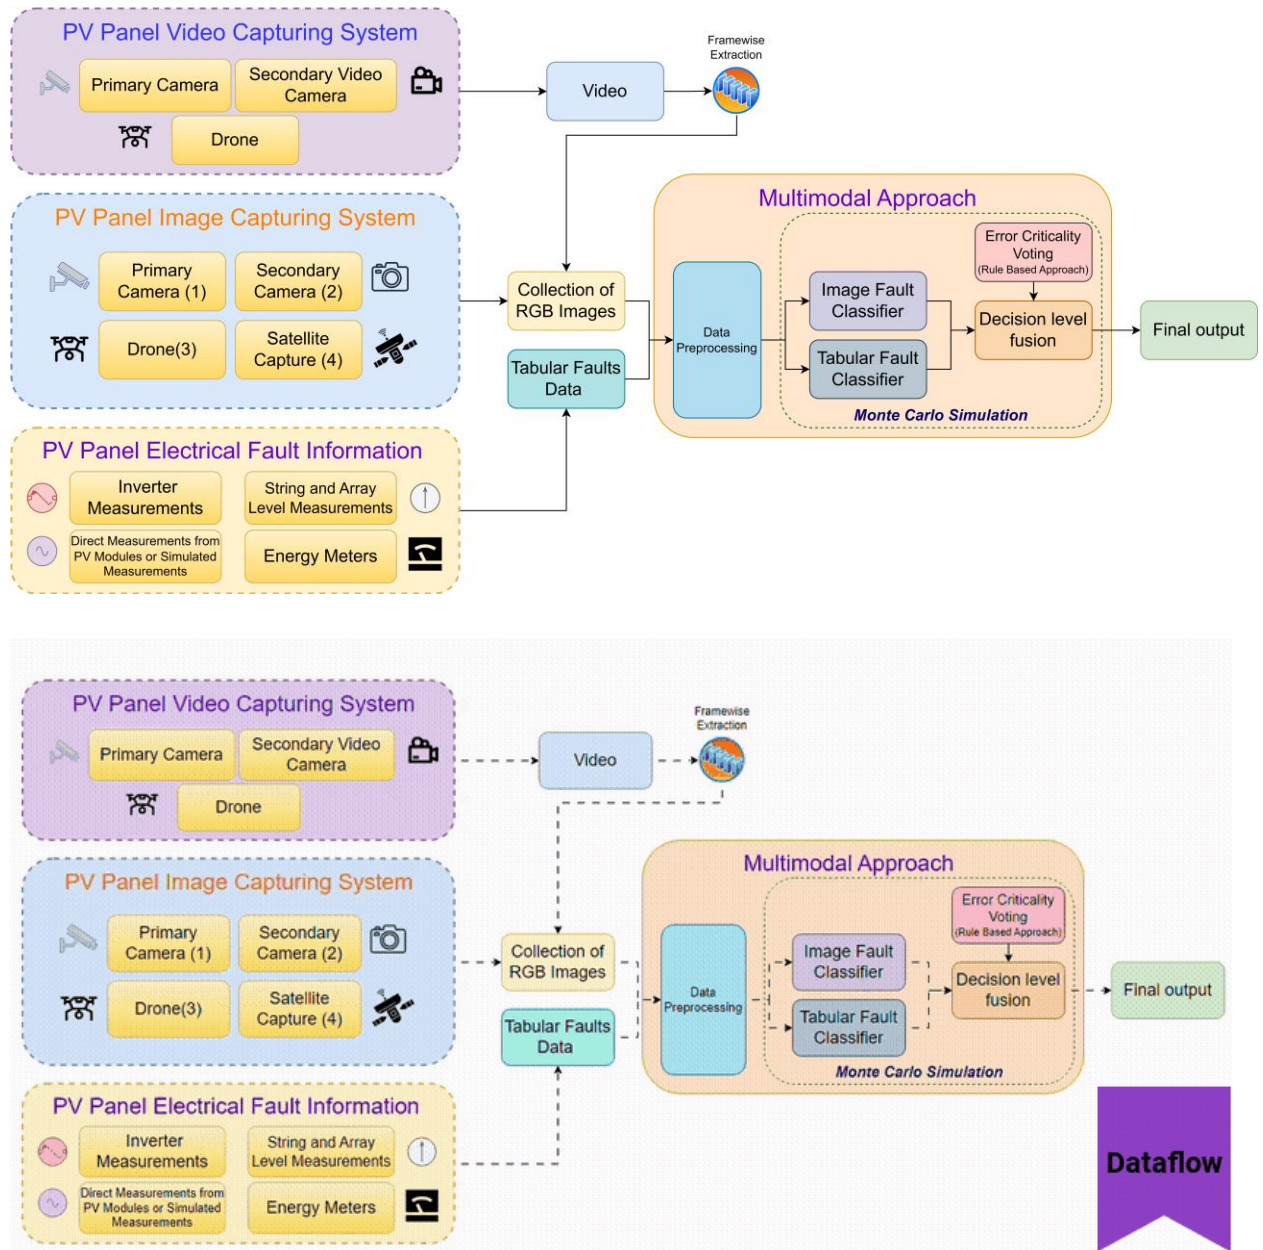 PV Panel Video Capturing System
Primary Camera
Secondary Video
Camera
Drone
Video
Framewise
Extraction
PV Panel Image Capturing System
Primary
Camera (1)
Secondary
Camera (2)
Drone(3)
Satellite
Capture (4)
Collection of
RGB Images
Tabular Faults
Data
PV Panel Electrical Fault Information
Inverter
Measurements
String and Array
Level Measurements
Direct Measurements from
PV Modules or Simulated
Measurements
Energy Meters
Multimodal Approach
Data
Preprocessing
Image Fault
Classifier
Tabular Fault
Classifier
Error Criticality
Voting
(Rule Based Approach)
Decision level
fusion
Monte Carlo Simulation
Final output
PV Panel Video Capturing System
Primary Camera
Secondary Video
Camera
Drone
Video
Framewise
Extraction
PV Panel Image Capturing System
Primary
Camera (1)
Secondary
Camera (2)
Drone(3)
Satellite
Capture (4)
Collection of
RGB Images
Tabular Faults
Data
PV Panel Electrical Fault Information
Inverter
Measurements
String and Array
Level Measurements
Direct Measurements from
PV Modules or Simulated
Measurements
Energy Meters
Multimodal Approach
Data
Preprocessing
Image Fault
Classifier
Tabular Fault
Classifier
Error Criticality
Voting
(Rule Based Approach)
Decision level
fusion
Monte Carlo Simulation
Final output
Dataflow